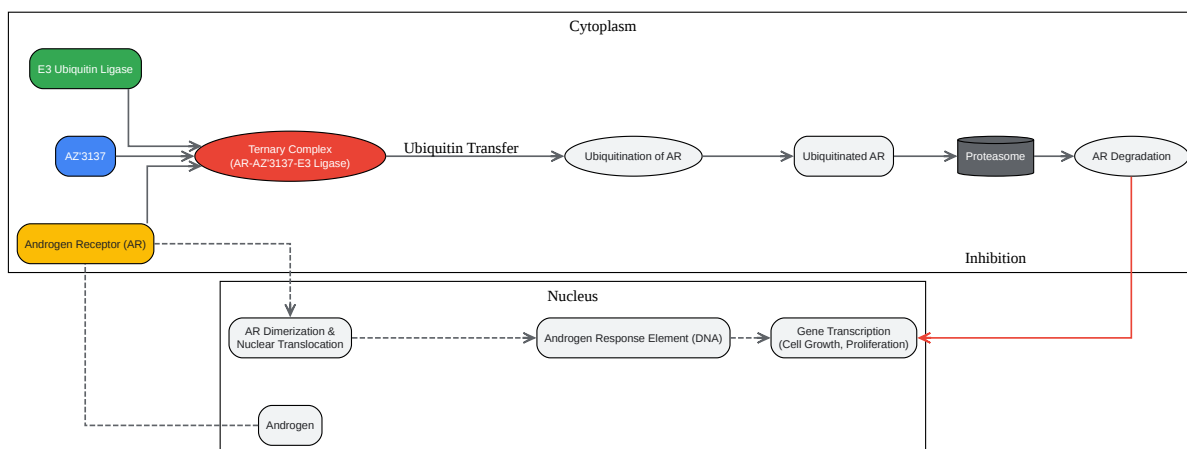 Cytoplasm
E3 Ubiquitin Ligase
AZ'3137
Ternary Complex
(AR-AZ'3137-E3 Ligase)
Ubiquitin Transfer
Ubiquitination of AR
Ubiquitinated AR
Proteasome
AR Degradation
Androgen Receptor (AR)
Inhibition
Nucleus
AR Dimerization &
Nuclear Translocation
Androgen Response Element (DNA)
Gene Transcription
(Cell Growth, Proliferation)
Androgen